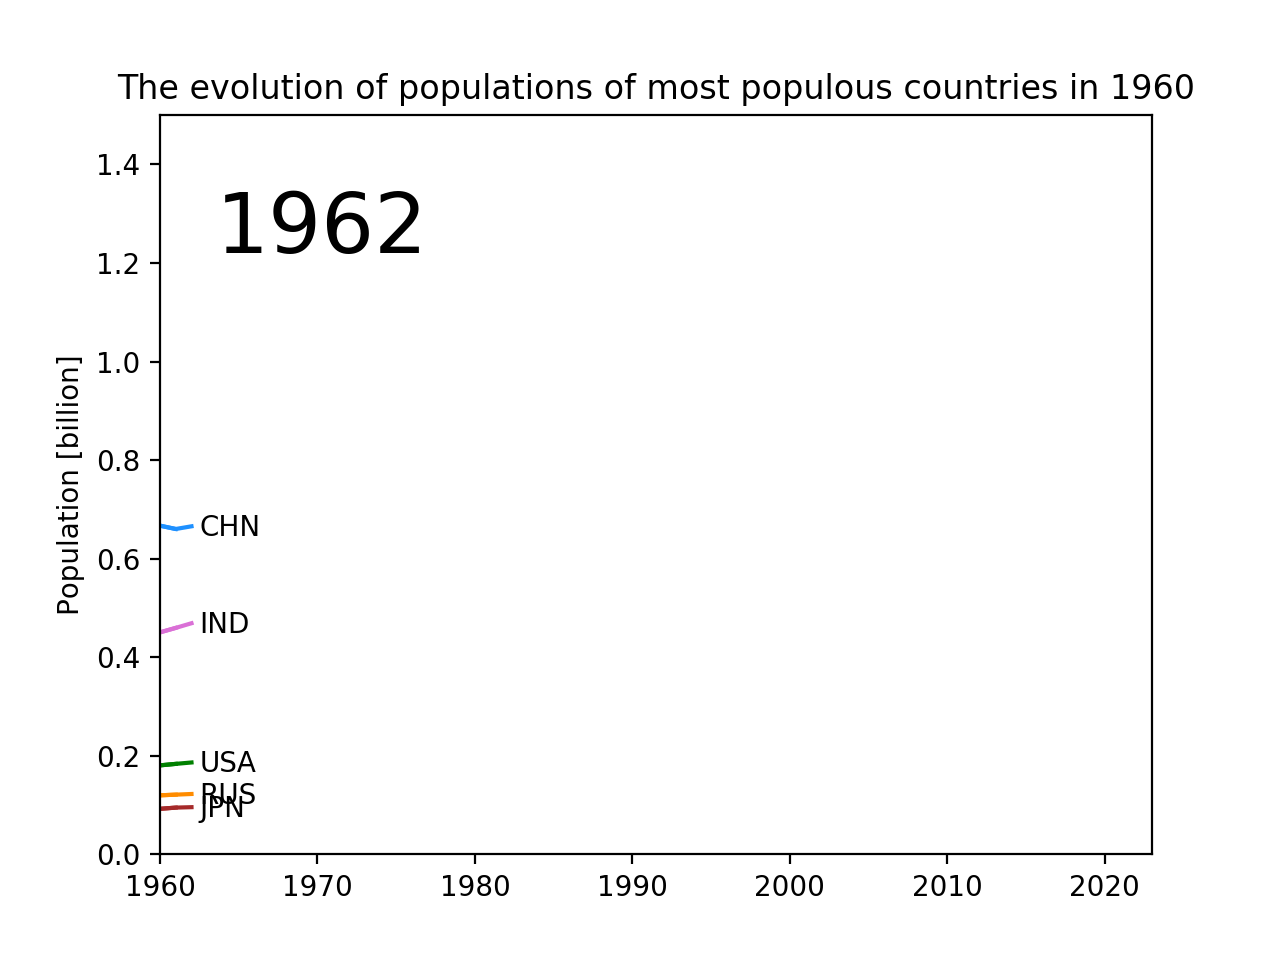 The evolution of populations of most populous countries in 1960
1962
Population [billion]
1.4
1.2
1.0
0.8
0.6
0.4
0.2
0.0
CHN
IND
USA
RUS
JPN
1960 1970 1980 1990 2000 2010 2020